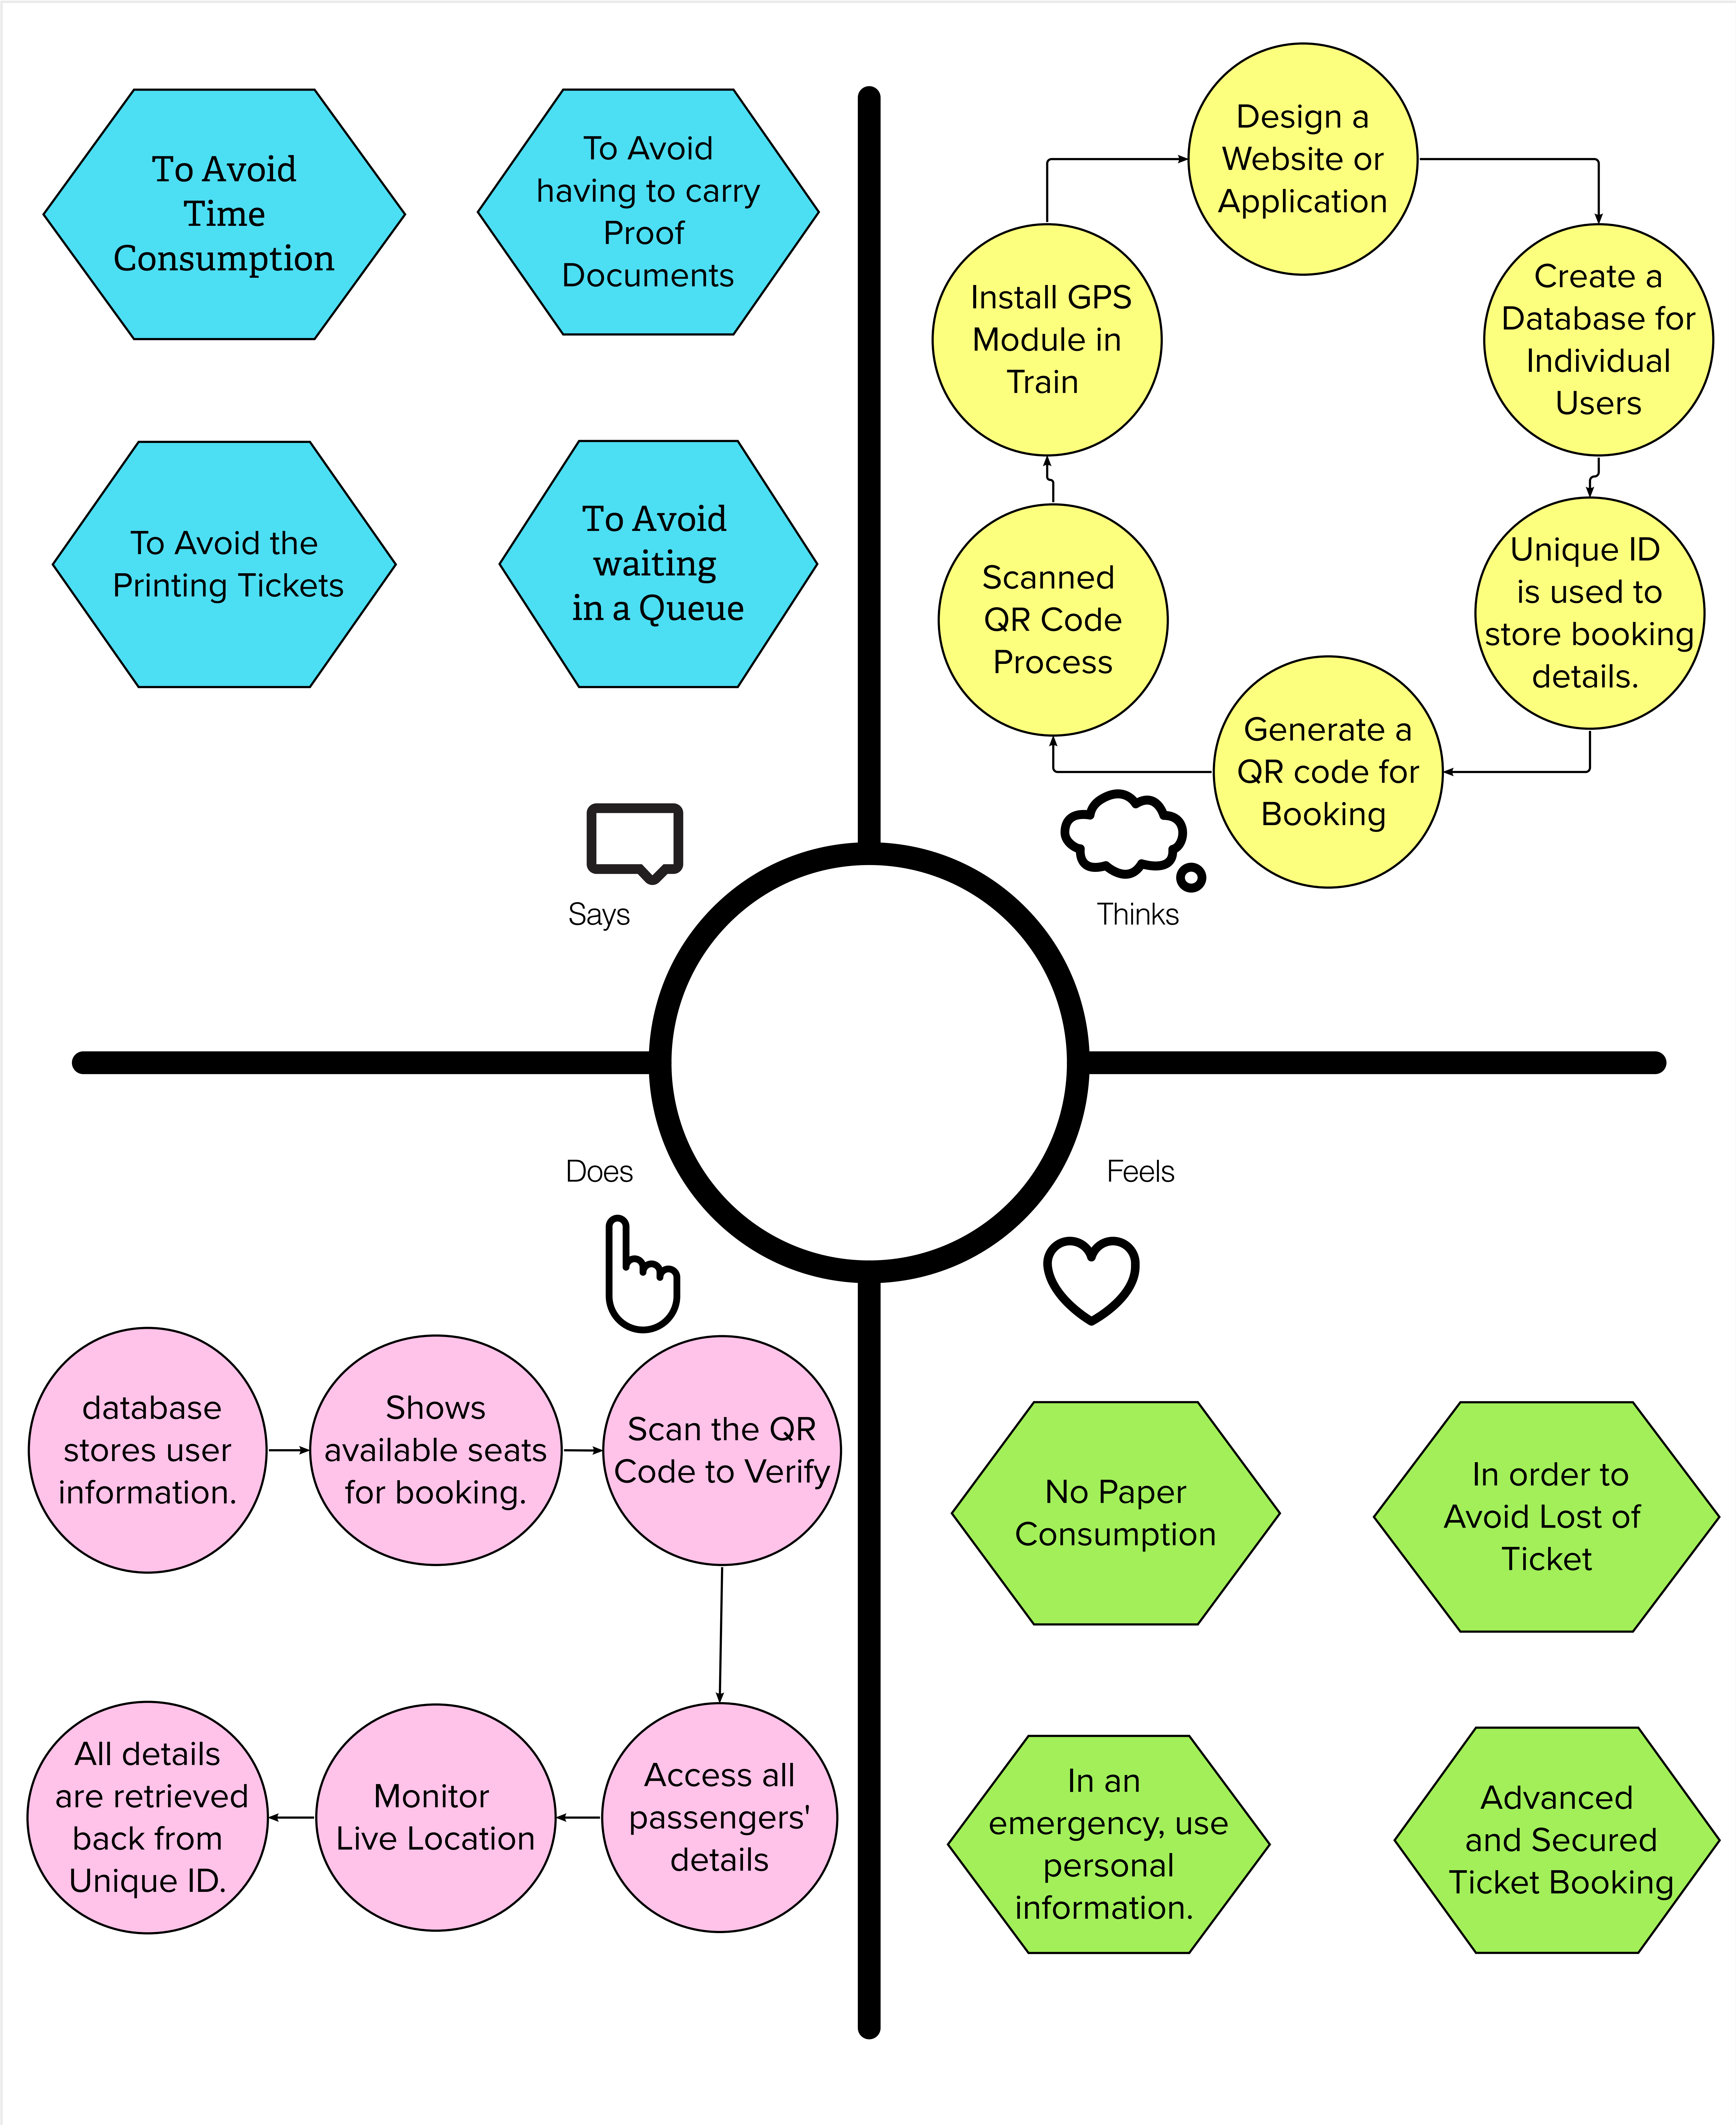 To Avoid
Time
Consumption
To Avoid
having to carry
Proof
Documents
To Avoid the
Printing Tickets
To Avoid
waiting
in a Queue
Says
Design a
Website or
Application
Create a
Database for
Individual
Users
Unique ID
is used to
store booking
details.
Generate a
QR code for
Booking
Scanned
QR Code
Process
Install GPS
Module in
Train
Thinks
Does
database
stores user
information.
Shows
available seats
for booking.
Scan the QR
Code to Verify
Access all
passengers'
details
Monitor
Live Location
All details
are retrieved
back from
Unique ID.
Feels
No Paper
Consumption
In order to
Avoid Lost of
Ticket
In an
emergency, use
personal
information.
Advanced
and Secured
Ticket Booking